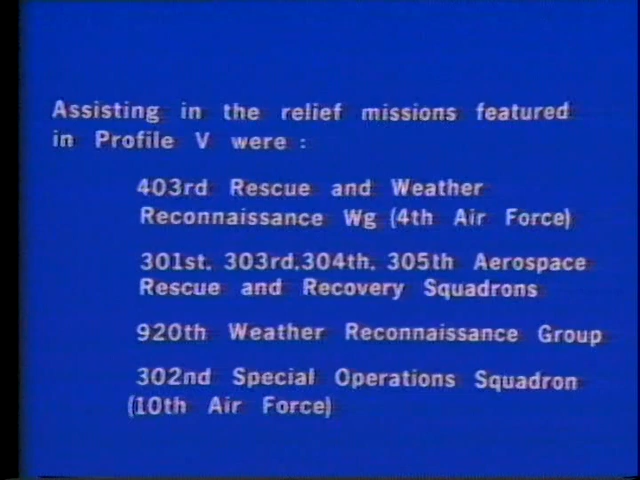 Assisting in the relief missions featured
in Profile V were :
403rd Rescue and Weather
Reconnaissance Wg (4th Air Force)
301st. 303rd,304th. 305th Aerospace
Rescue and Recovery Squadrons
920th Weather Reconnaissance Group
302nd Special Operations Squadron
(10th Air Force)